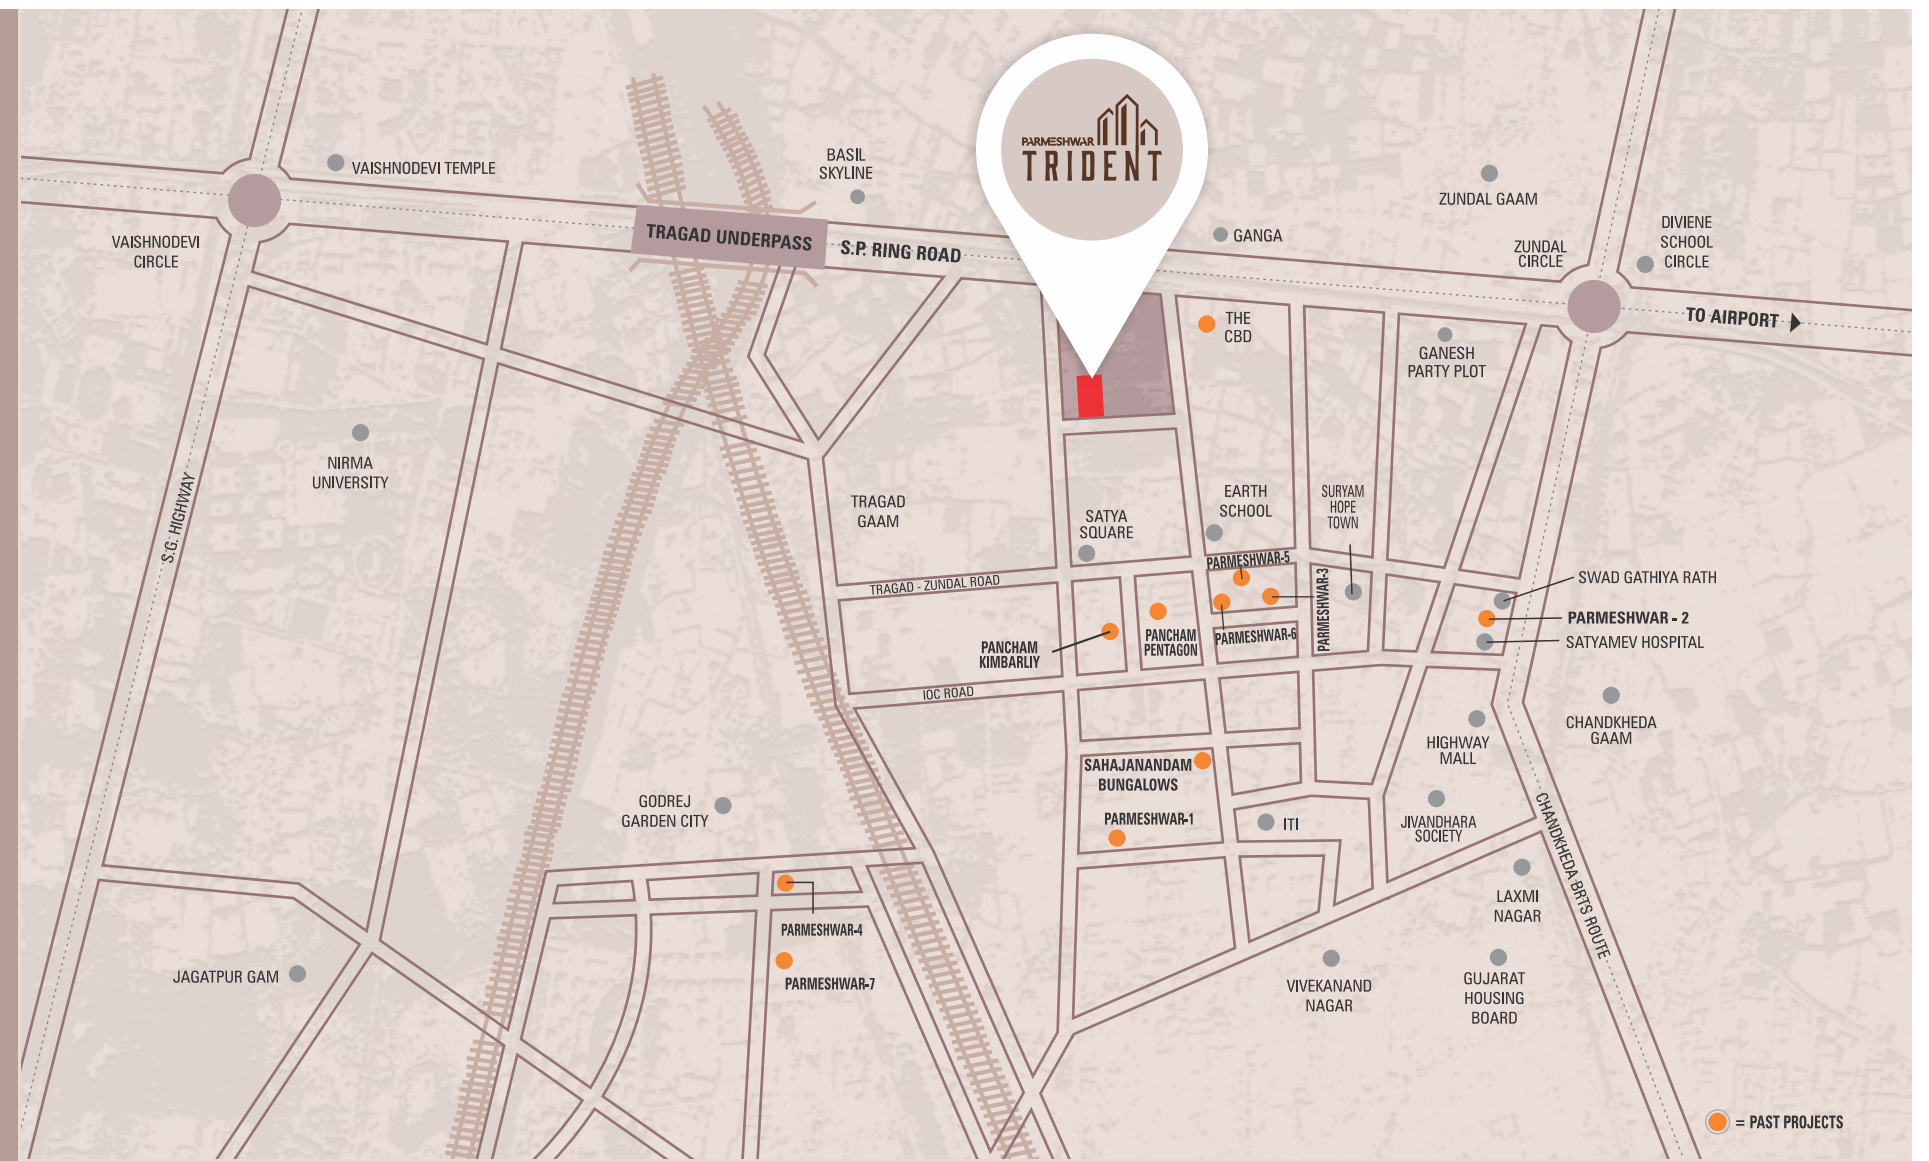 PARMESHWAR
TRIDENT
VAISHNODEVI TEMPLE
BASIL
SKYLINE
ZUNDAL GAAM
VAISHNODEVI
CIRCLE
TRAGAD UNDERPASS
S.P. RING ROAD
GANGA
ZUNDAL
CIRCLE
DIVIENE
SCHOOL
CIRCLE
TO AIRPORT
THE
CBD
GANESH
PARTY PLOT
NIRMA
UNIVERSITY
S.G. HIGHWAY
TRAGAD
GAAM
SATYA
SQUARE
EARTH
SCHOOL
SURYAM
HOPE
TOWN
TRAGAD - ZUNDAL ROAD
PARMESHWAR-5
PARMESHWAR-3
SWAD GATHIYA RATH
PARMESHWAR - 2
SATYAMEV HOSPITAL
PANCHAM
KIMBARLIY
PANCHAM
PENTAGON
PARMESHWAR-6
IOC ROAD
CHANDKHEDA
GAAM
HIGHWAY
MALL
SAHAJANANDAM
BUNGALOWS
GODREJ
GARDEN CITY
PARMESHWAR-1
ITI
JIVANDHARA
SOCIETY
CHANDKHEDA BRTS ROUTE
LAXMI
NAGAR
PARMESHWAR-4
JAGATPUR GAM
PARMESHWAR-7
VIVEKANAND
NAGAR
GUJARAT
HOUSING
BOARD
= PAST PROJECTS